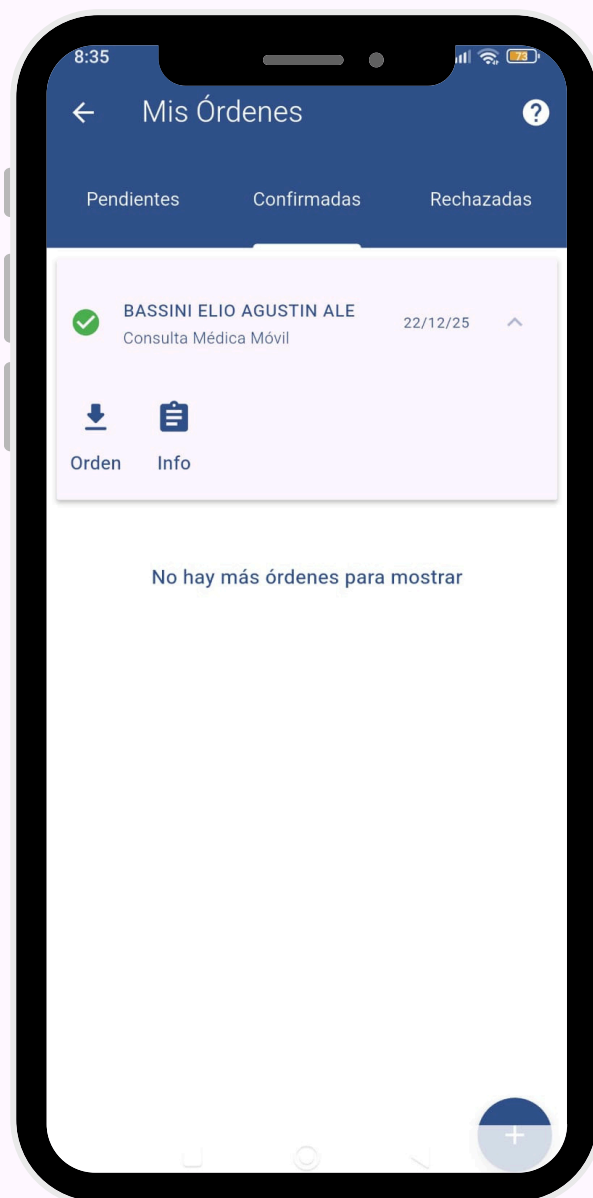 8:35
73
Mis Órdenes
?
Pendientes Confirmadas Rechazadas
BASSINI ELIO AGUSTIN ALE
22/12/25
Consulta Médica Móvil
Orden Info
No hay más órdenes para mostrar
+